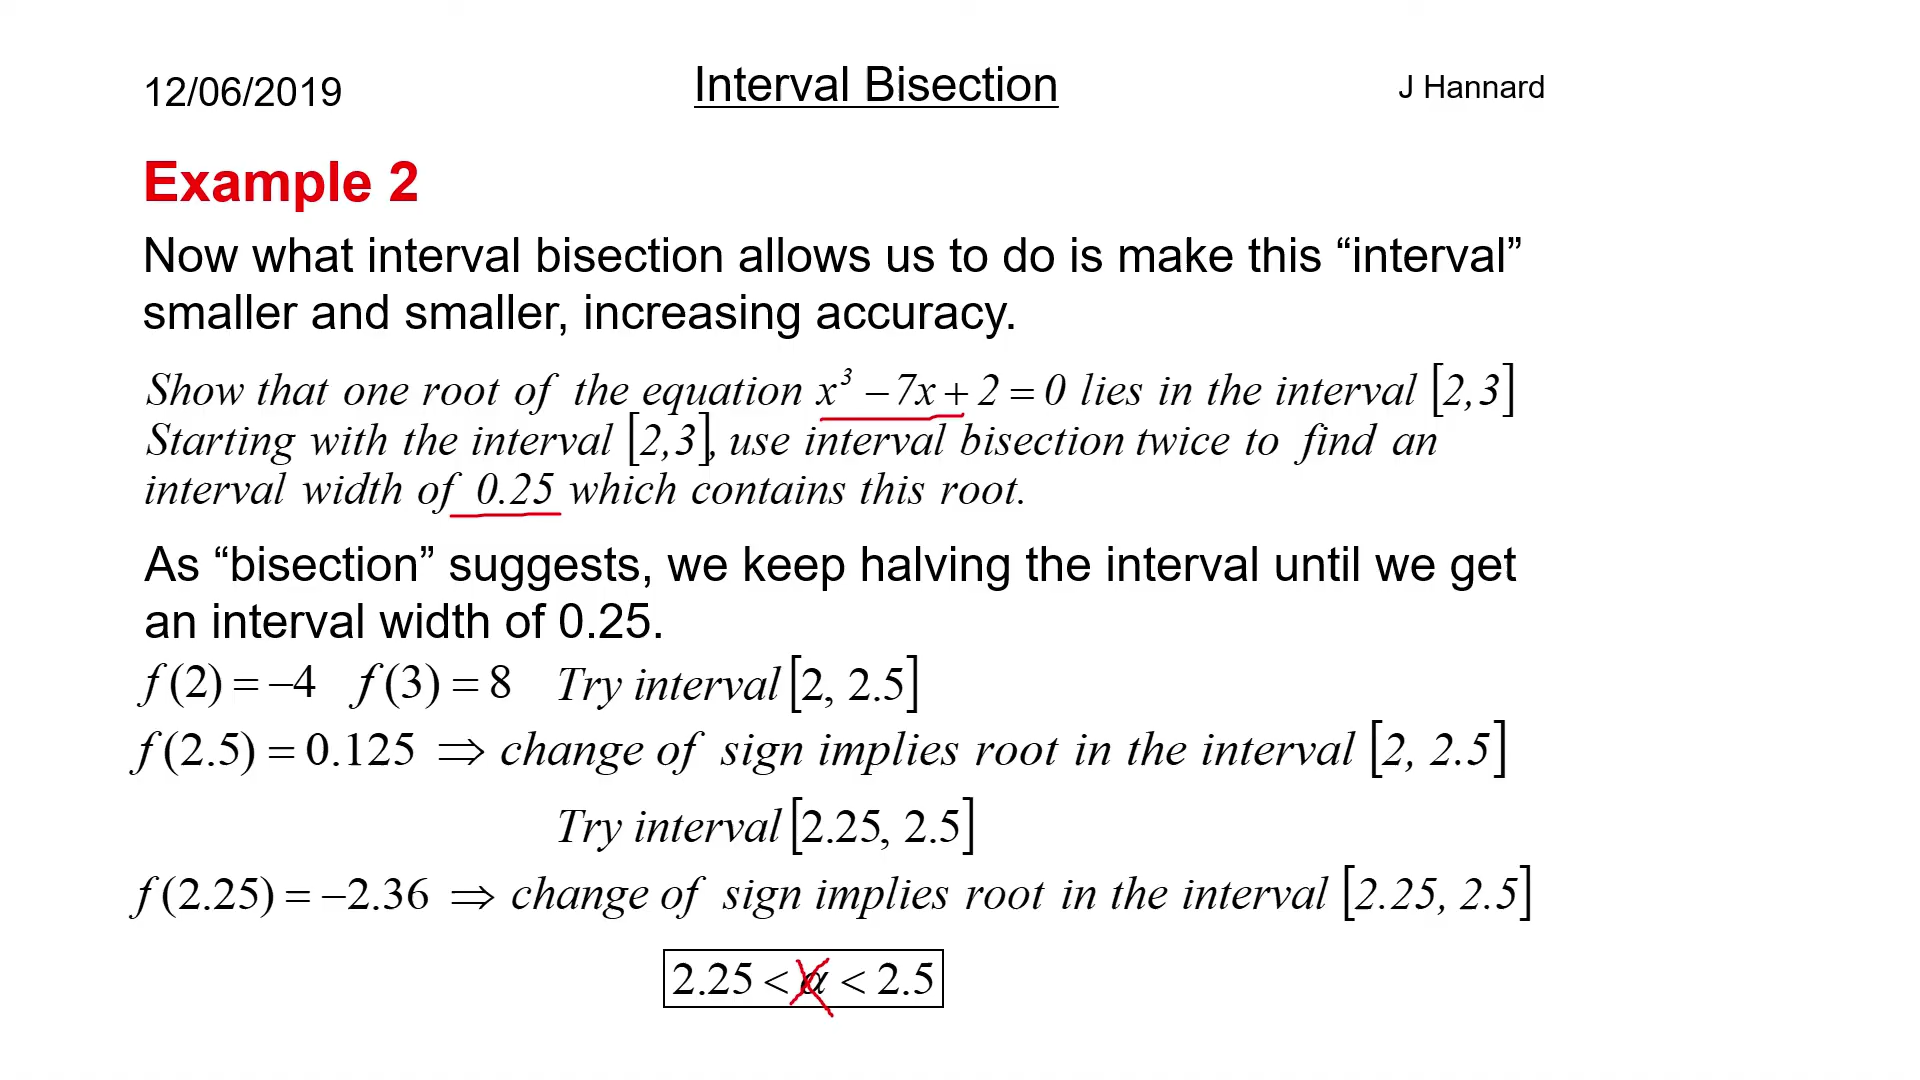 12/06/2019 Interval Bisection J Hannard
Example 2
Now what interval bisection allows us to do is make this “interval”
smaller and smaller, increasing accuracy.
Show that one root of the equation x³ − 7x + 2 = 0 lies in the interval [2,3]
Starting with the interval [2,3], use interval bisection twice to find an
interval width of 0.25 which contains this root.
As “bisection” suggests, we keep halving the interval until we get
an interval width of 0.25.
f(2) = −4 f(3) = 8 Try interval [2, 2.5]
f(2.5) = 0.125 ⇒ change of sign implies root in the interval [2, 2.5]
Try interval [2.25, 2.5]
f(2.25) = −2.36 ⇒ change of sign implies root in the interval [2.25, 2.5]
2.25 < α < 2.5